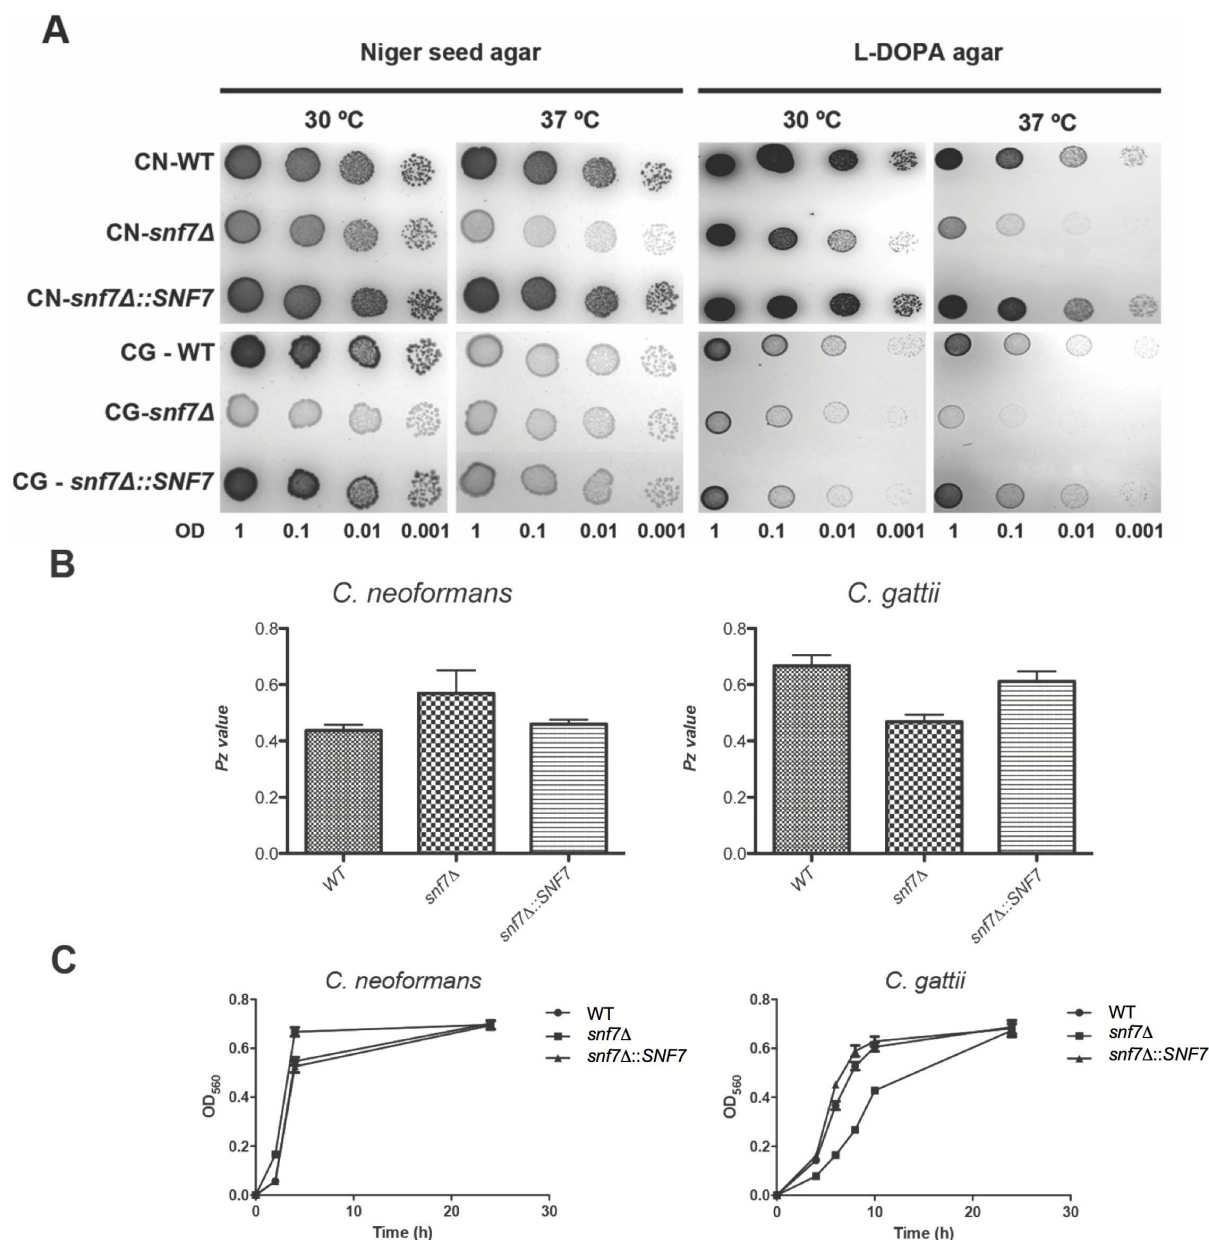 A
Niger seed agar L-DOPA agar
30 ºC 37 ºC 30 ºC 37 ºC
CN-WT
CN-snf7Δ
CN-snf7Δ::SNF7
CG - WT
CG-snf7Δ
CG - snf7Δ::SNF7
OD 1 0.1 0.01 0.001 1 0.1 0.01 0.001 1 0.1 0.01 0.001 1 0.1 0.01 0.001
B
C. neoformans
0.8
0.6
0.4
0.2
0.0
Pz value
WT
snf7Δ
snf7Δ::SNF7
C. gattii
0.8
0.6
0.4
0.2
0.0
Pz value
WT
snf7Δ
snf7Δ::SNF7
C
C. neoformans
0.8
0.6
0.4
0.2
0.0
OD560
0 10 20 30
Time (h)
WT
snf7Δ
snf7Δ::SNF7
C. gattii
0.8
0.6
0.4
0.2
0.0
OD560
0 10 20 30
Time (h)
WT
snf7Δ
snf7Δ::SNF7